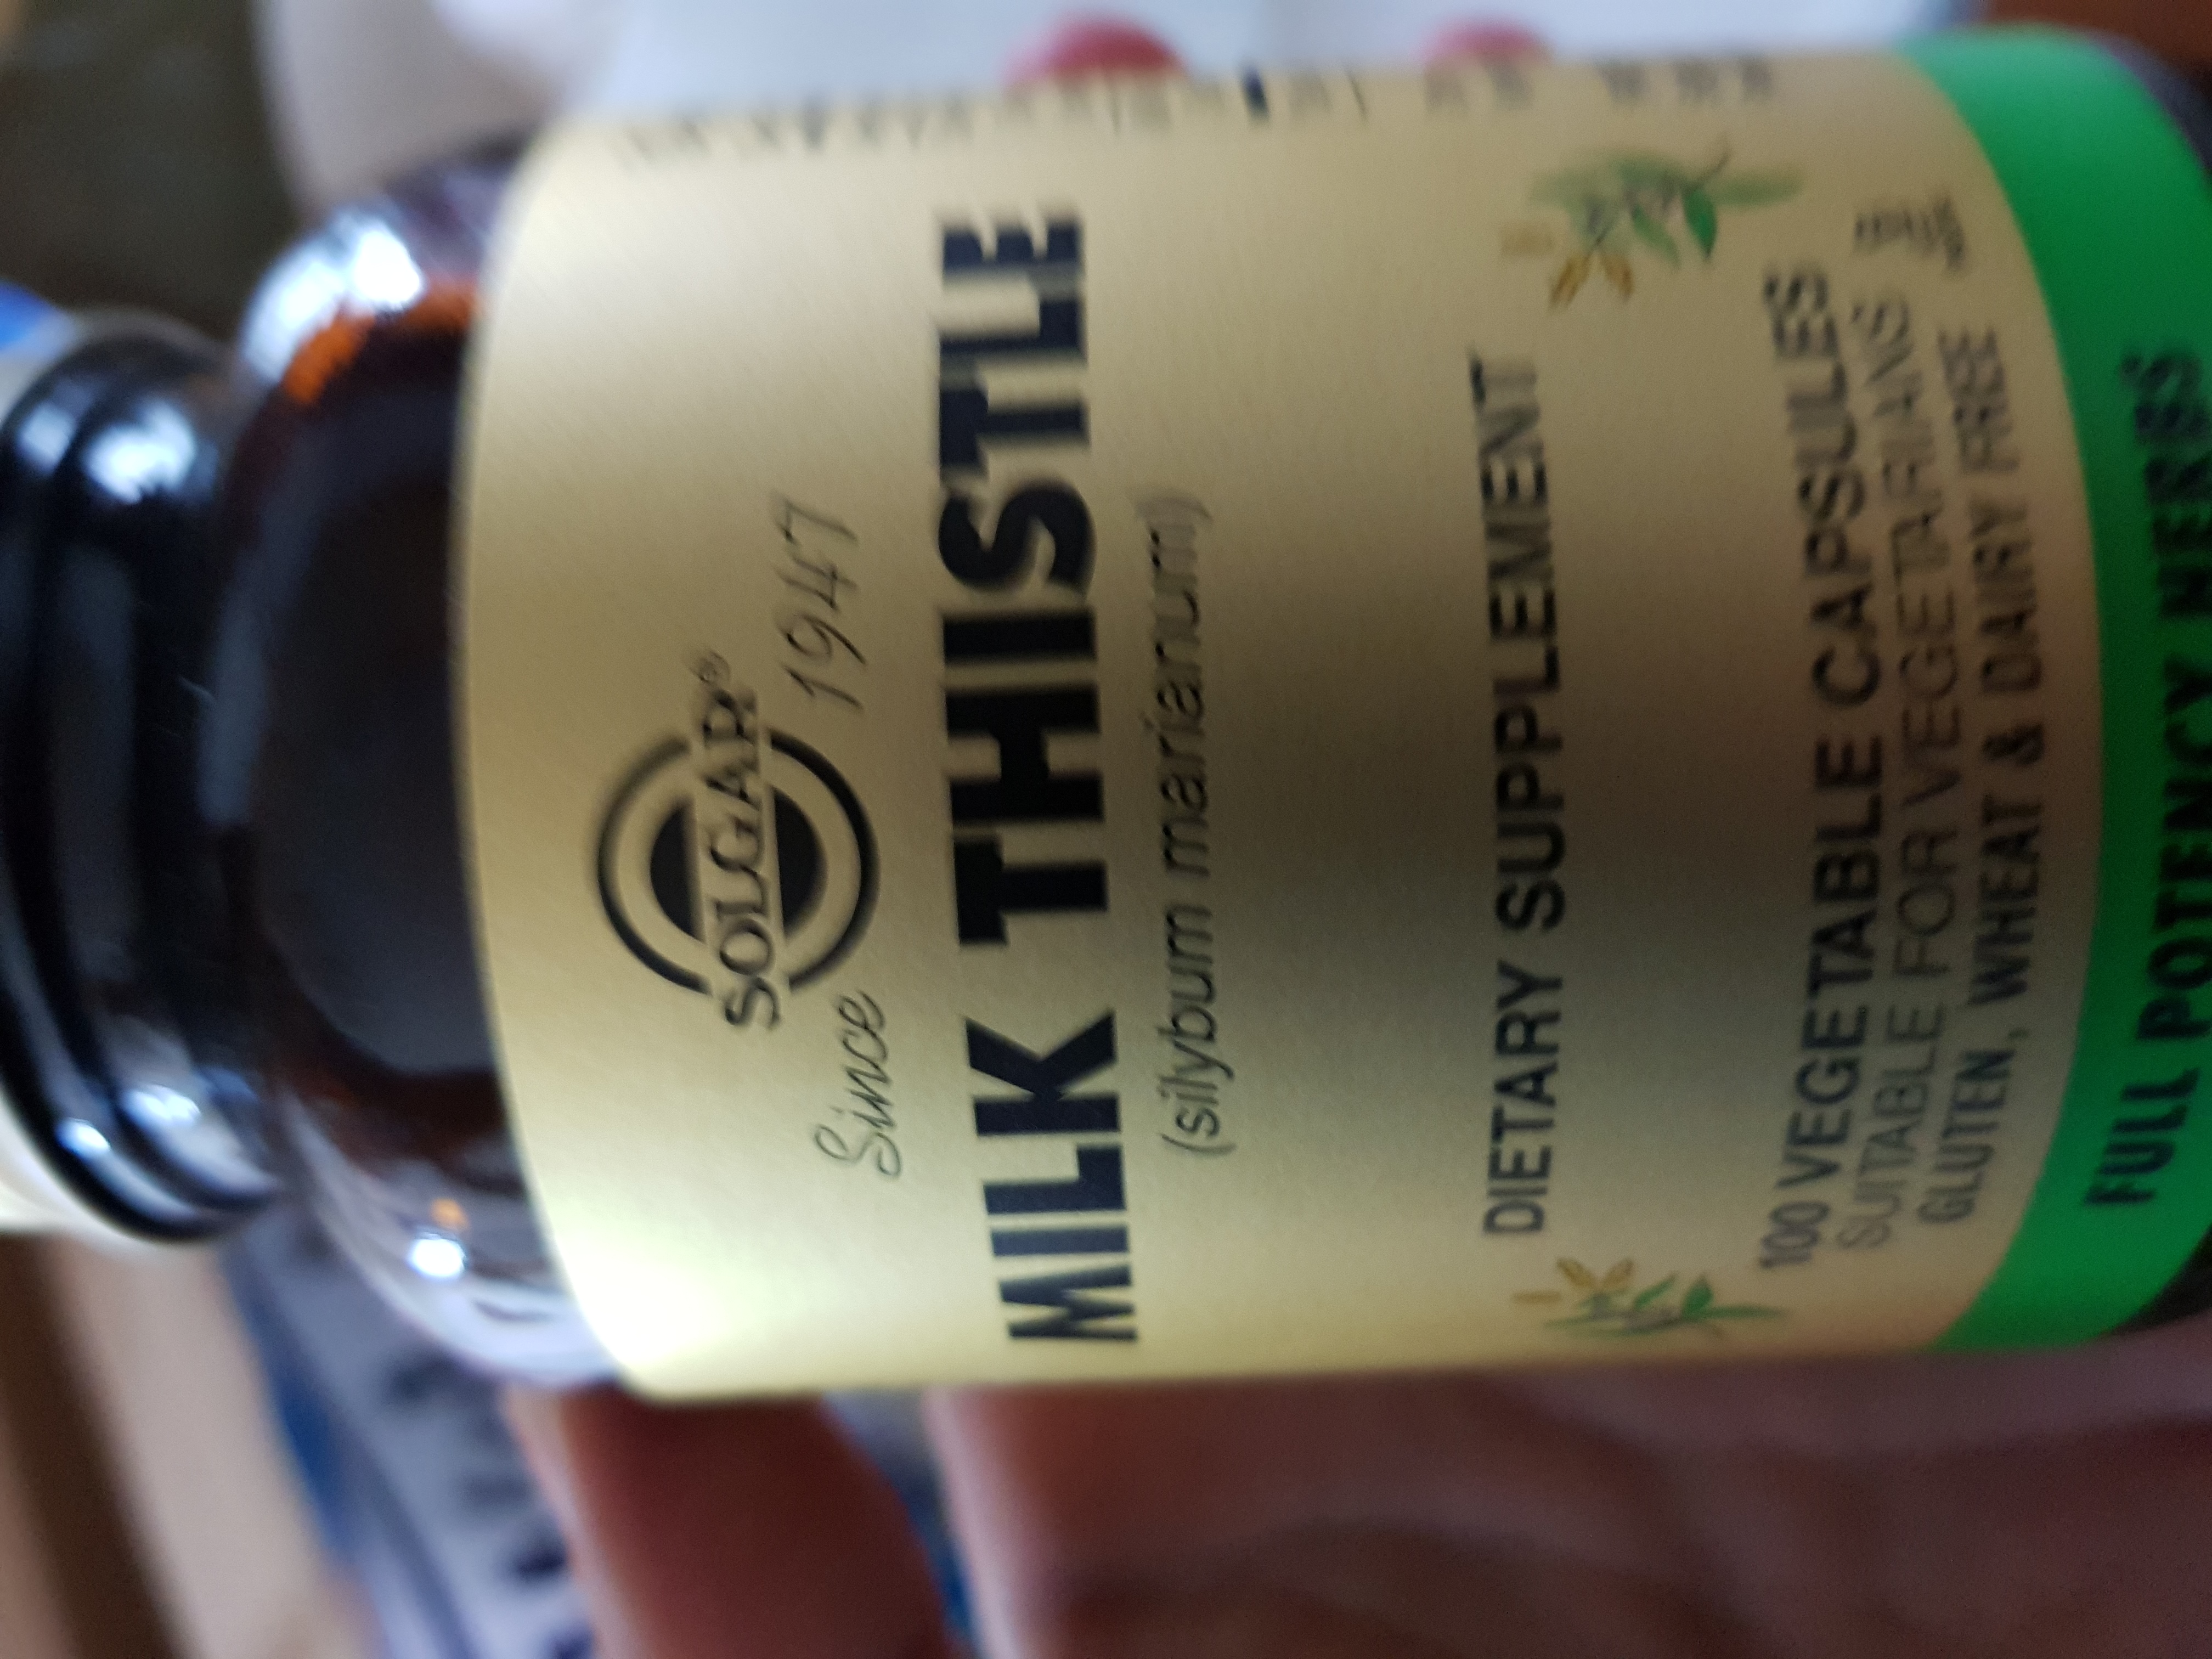 SOLGAR®
Since 1947
MILK THISTLE
(silybum marianum)
DIETARY SUPPLEMENT
100 VEGETABLE CAPSULES
SUITABLE FOR VEGETARIANS
GLUTEN, WHEAT & DAIRY FREE
FULL POTENCY HERBS